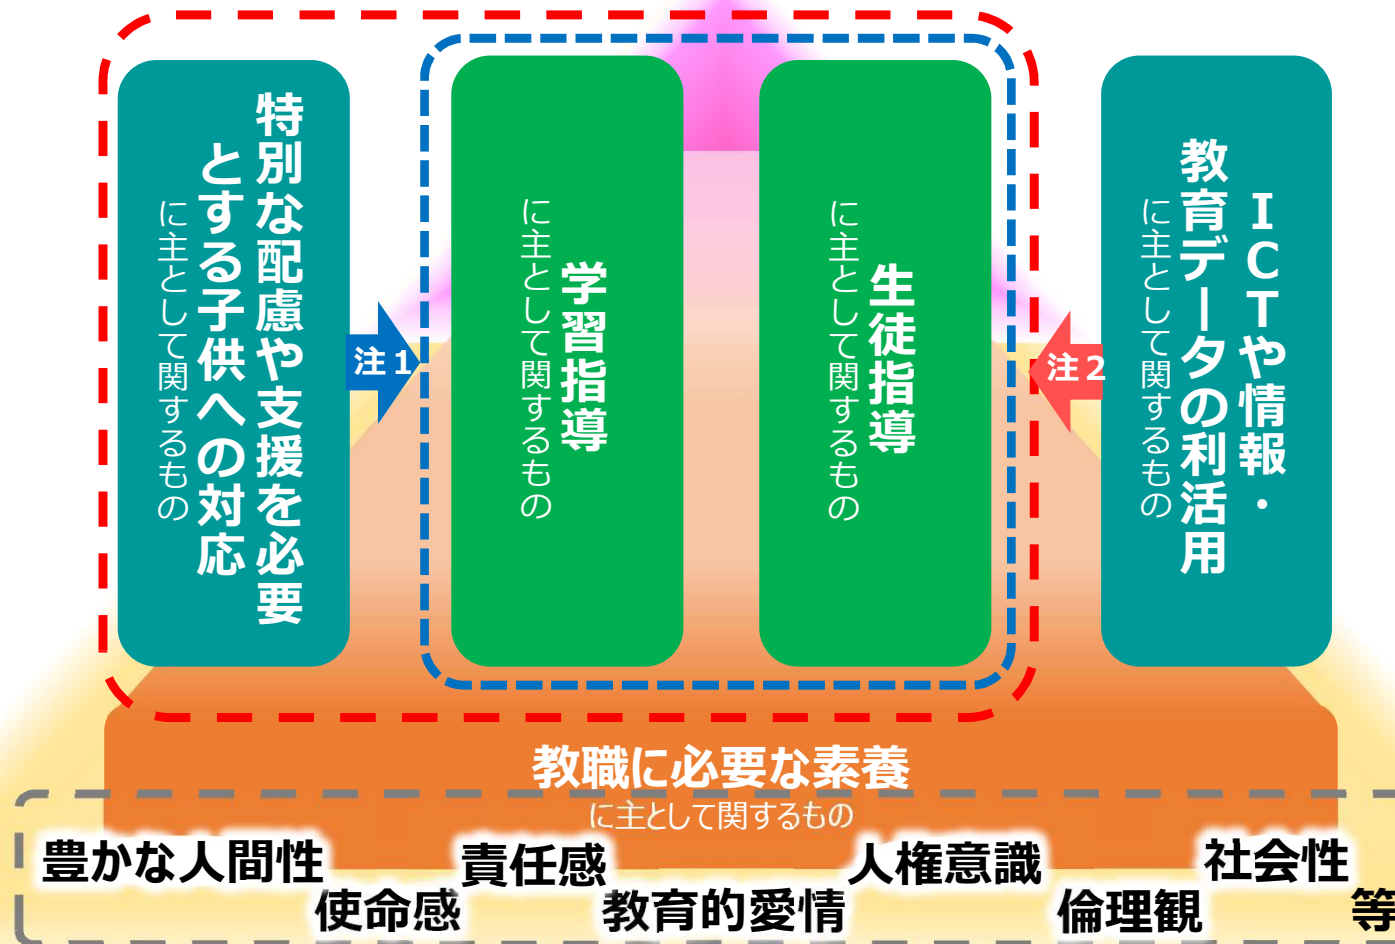 特別な配慮や支援を必要
とする子供への対応
に主として関するもの
注１
学習指導
に主として関するもの
生徒指導
に主として関するもの
注２
ＩＣＴや情報・
教育データの利活用
に主として関するもの
教職に必要な素養
に主として関するもの
豊かな人間性
使命感
責任感
教育的愛情
人権意識
倫理観
社会性
等